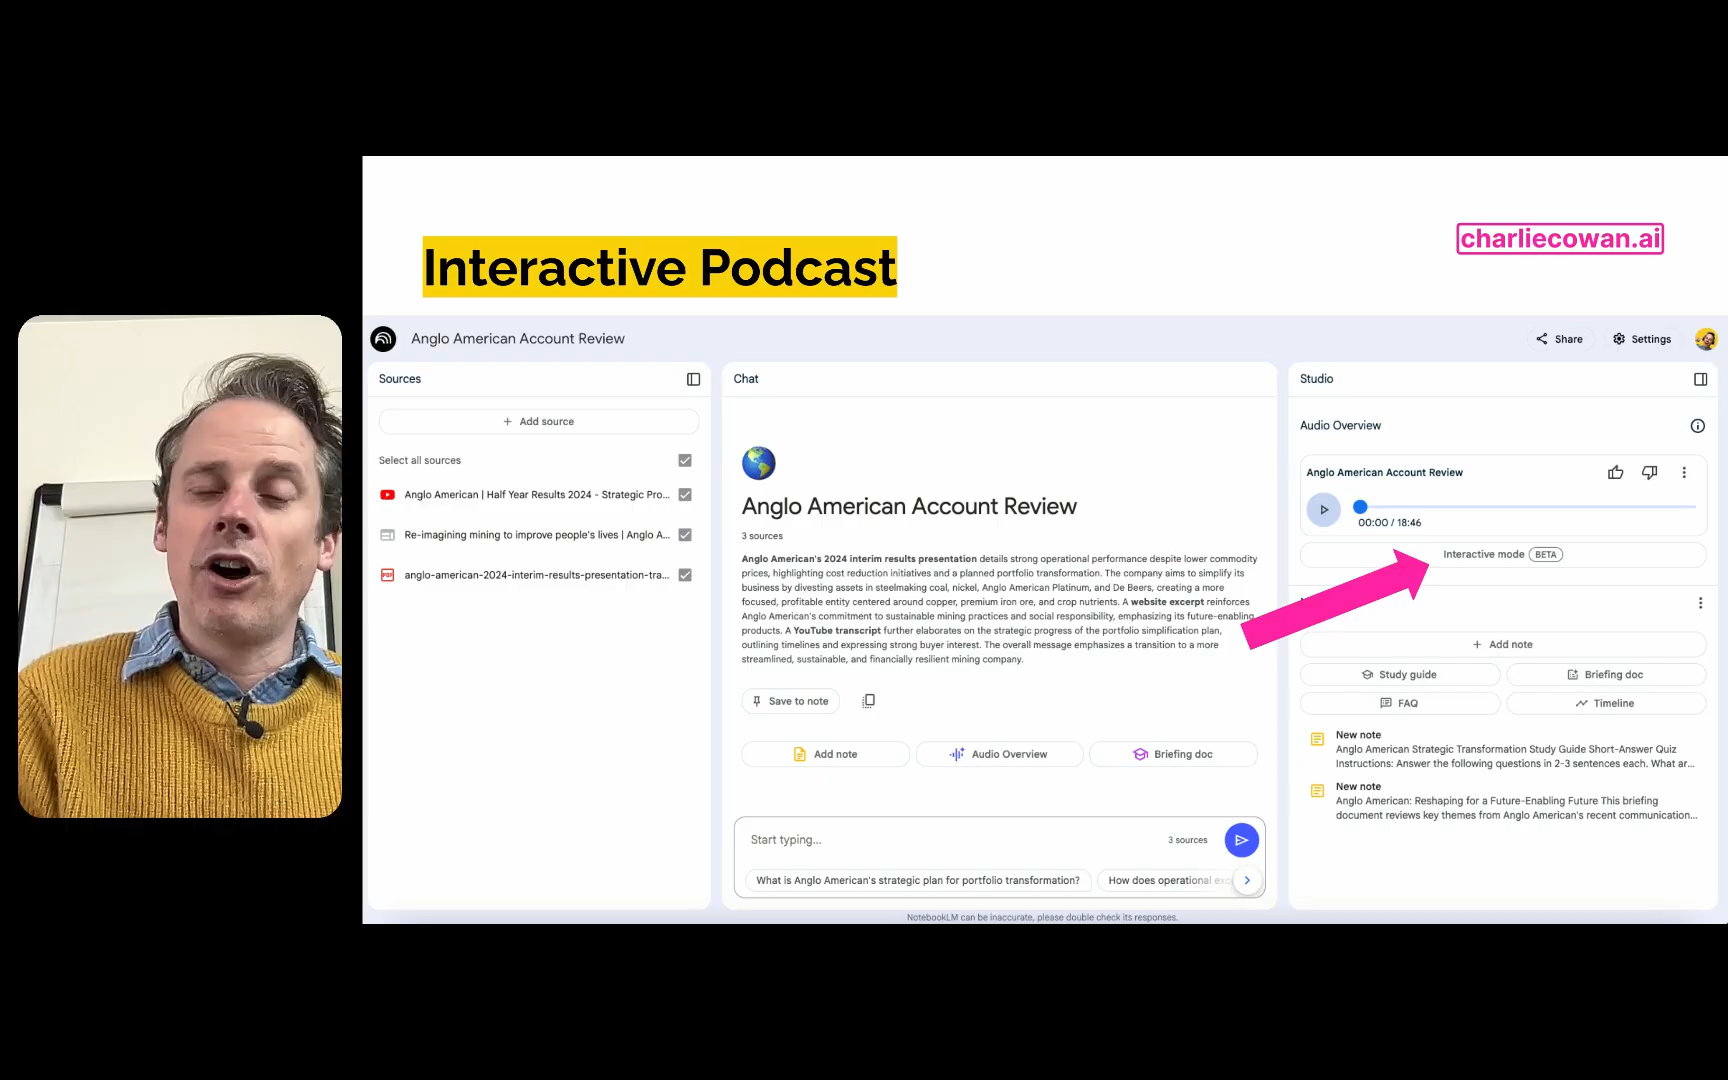 Interactive Podcast
charliecowan.ai
Anglo American Account Review
Share
Settings
Sources
Add source
Select all sources
Anglo American | Half Year Results 2024 - Strategic Pro...
Re-imagining mining to improve people's lives | Anglo A...
PDF
anglo-american-2024-interim-results-presentation-tra...
Chat
Anglo American Account Review
3 sources
Anglo American's 2024 interim results presentation details strong operational performance despite lower commodity
prices, highlighting cost reduction initiatives and a planned portfolio transformation. The company aims to simplify its
business by divesting assets in steelmaking coal, nickel, Anglo American Platinum, and De Beers, creating a more
focused, profitable entity centered around copper, premium iron ore, and crop nutrients. A website excerpt reinforces
Anglo American's commitment to sustainable mining practices and social responsibility, emphasizing its future-enabling
products. A YouTube transcript further elaborates on the strategic progress of the portfolio simplification plan,
outlining timelines and expressing strong buyer interest. The overall message emphasizes a transition to a more
streamlined, sustainable, and financially resilient mining company.
Save to note
Add note
Audio Overview
Briefing doc
Start typing...
3 sources
What is Anglo American's strategic plan for portfolio transformation?
How does operational
NotebookLM can be inaccurate, please double check its responses.
Studio
Audio Overview
Anglo American Account Review
00:00 / 18:46
Interactive mode BETA
Add note
Study guide
Briefing doc
FAQ
Timeline
New note
Anglo American Strategic Transformation Study Guide Short-Answer Quiz
Instructions: Answer the following questions in 2-3 sentences each. What ar...
New note
Anglo American: Reshaping for a Future-Enabling Future This briefing
document reviews key themes from Anglo American's recent communication...